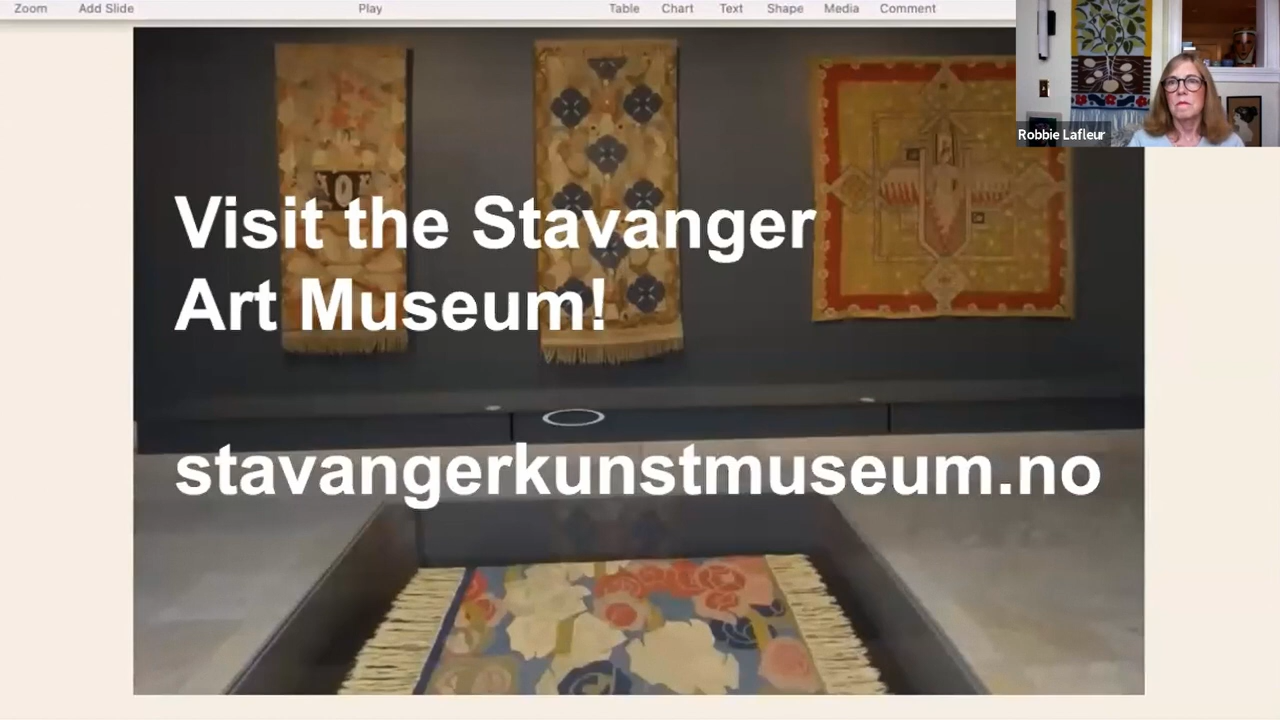 Zoom Add Slide Play Table Chart Text Shape Media Comment
Robbie Lafleur
Visit the Stavanger
Art Museum!
stavangerkunstmuseum.no